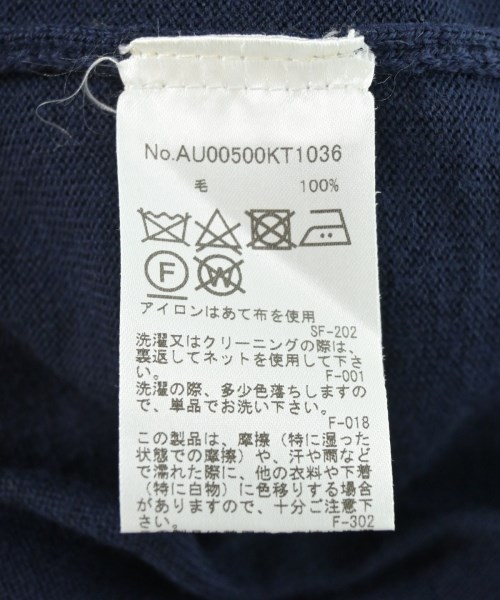 No.AU00500KT1036
毛 100%
F W
アイロンはあて布を使用
SF-202
洗濯又はクリーニングの際は、
裏返してネットを使用して下さ
い。 F-001
洗濯の際、多少色落ちしますの
で、単品でお洗い下さい。
F-018
この製品は、摩擦(特に湿った
状態での摩擦)や、汗や雨など
で濡れた際に、他の衣料や下着
(特に白物)に色移りする場合
がありますので、十分ご注意下
さい。 F-302